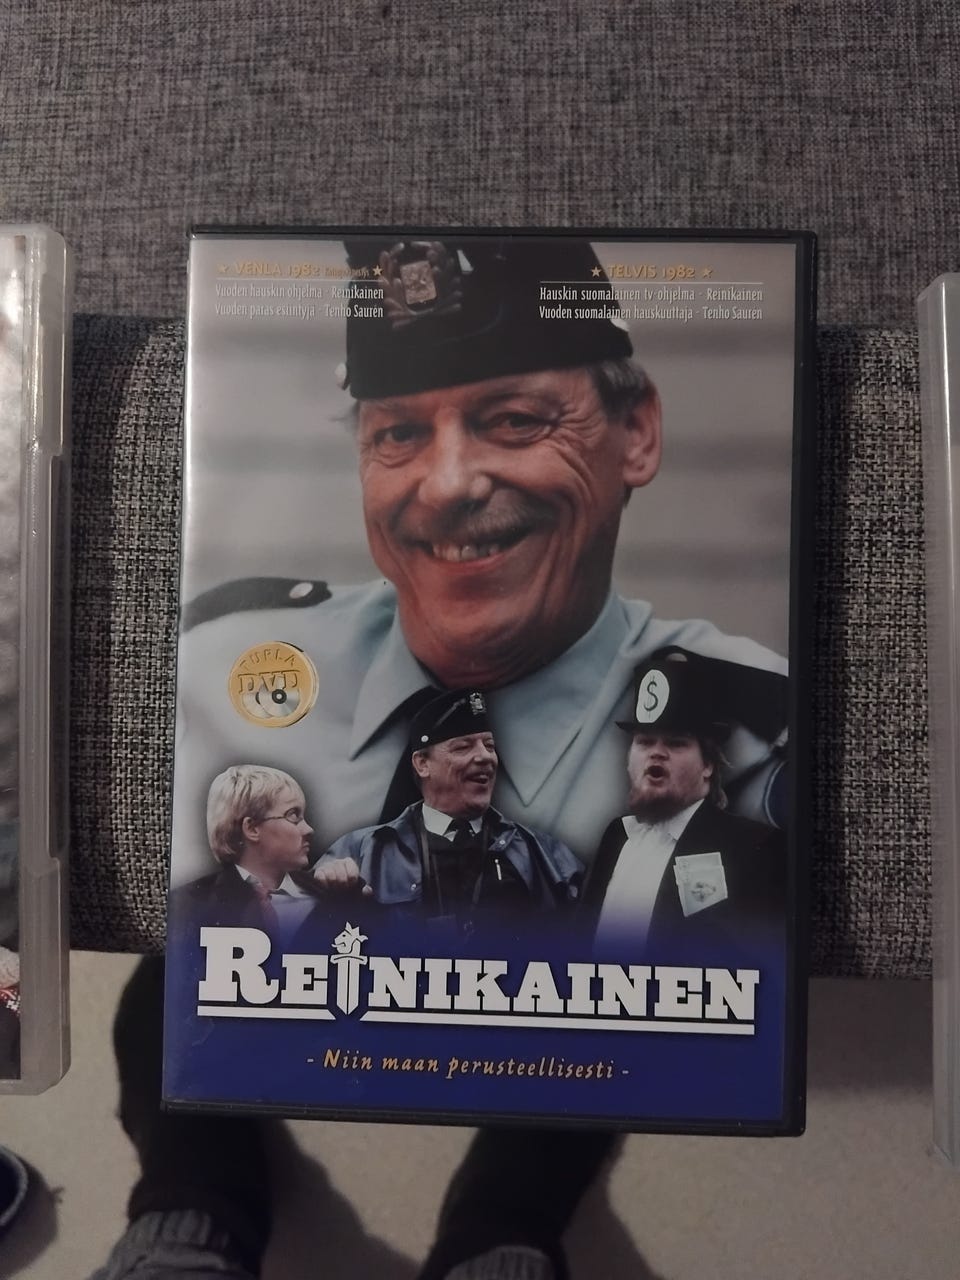 ★ VENLA 1982 ★
Vuoden hauskin ohjelma - Reinikainen
Vuoden paras esiintyjä - Tenho Saurén
★ TELVIS 1982 ★
Hauskin suomalainen tv-ohjelma - Reinikainen
Vuoden suomalainen hauskuuttaja - Tenho Saurén
TUPLA
DVD
$
REINIKAINEN
- Niin maan perusteellisesti -